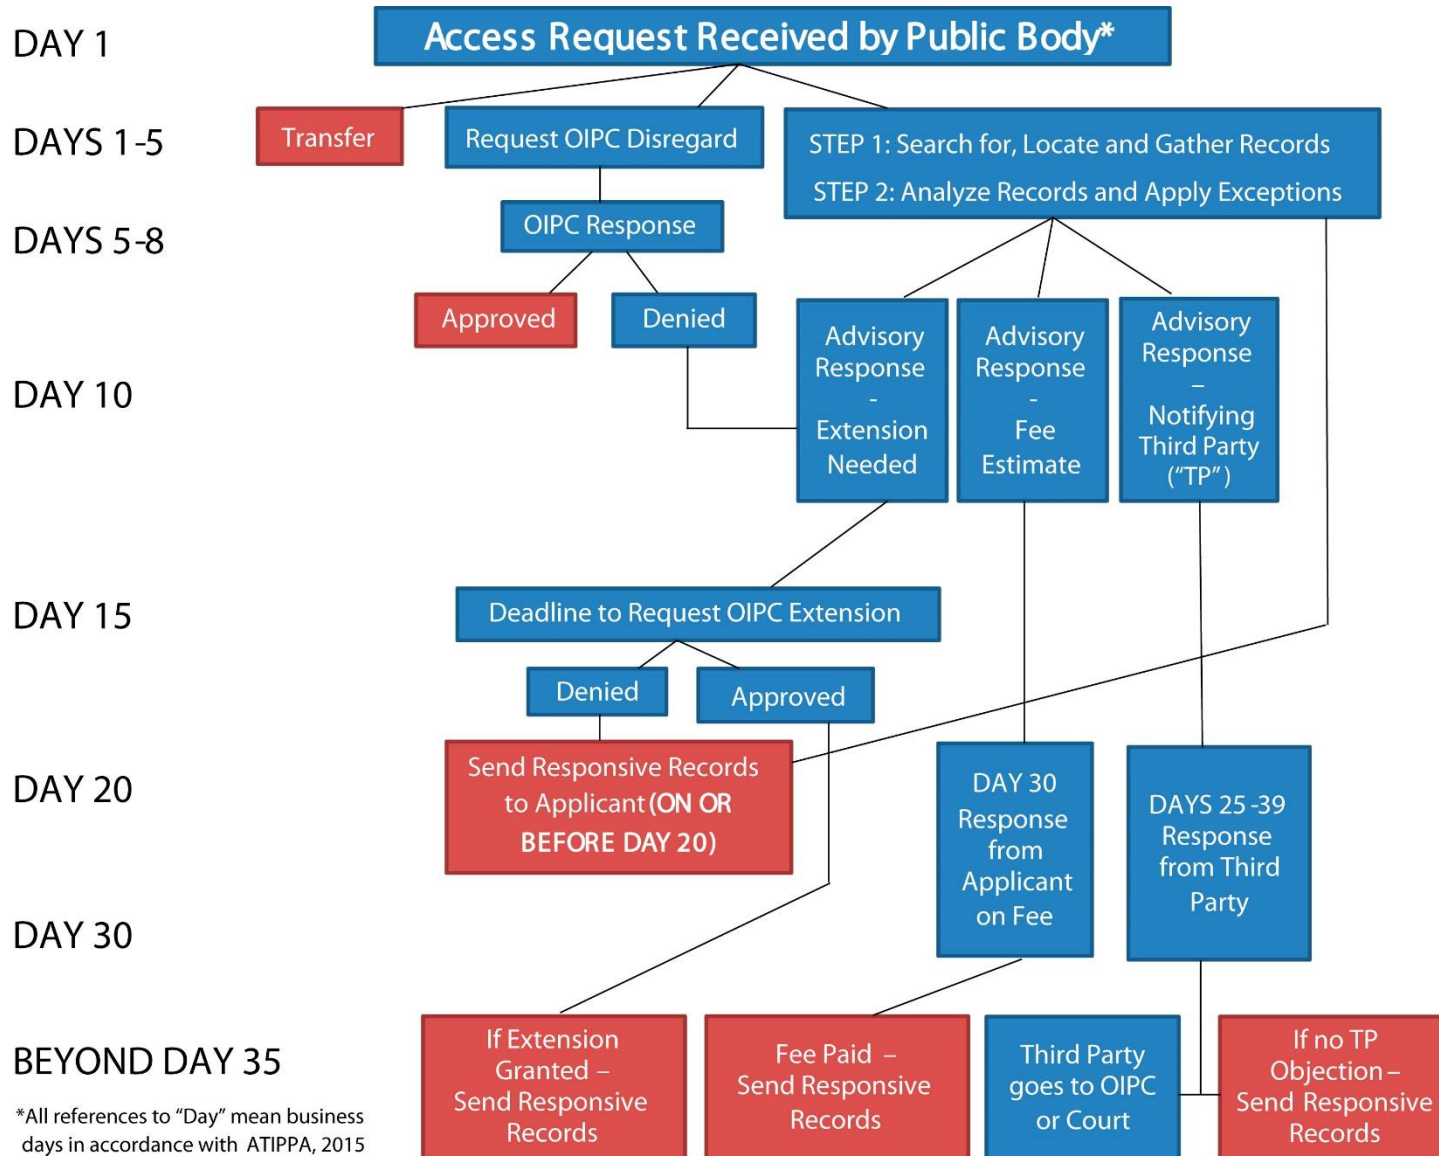 DAY 1
Access Request Received by Public Body*
DAYS 1-5
Transfer
Request OIPC Disregard
STEP 1: Search for, Locate and Gather Records
STEP 2: Analyze Records and Apply Exceptions
DAYS 5-8
OIPC Response
Approved
Denied
DAY 10
Advisory
Response
-
Extension
Needed
Advisory
Response
-
Fee
Estimate
Advisory
Response
–
Notifying
Third Party
("TP")
DAY 15
Deadline to Request OIPC Extension
Denied
Approved
DAY 20
Send Responsive Records
to Applicant (ON OR
BEFORE DAY 20)
DAY 30
Response
from
Applicant
on Fee
DAYS 25-39
Response
from Third
Party
DAY 30
BEYOND DAY 35
If Extension
Granted –
Send Responsive
Records
Fee Paid –
Send Responsive
Records
Third Party
goes to OIPC
or Court
If no TP
Objection –
Send Responsive
Records
*All references to "Day" mean business
days in accordance with ATIPPA, 2015